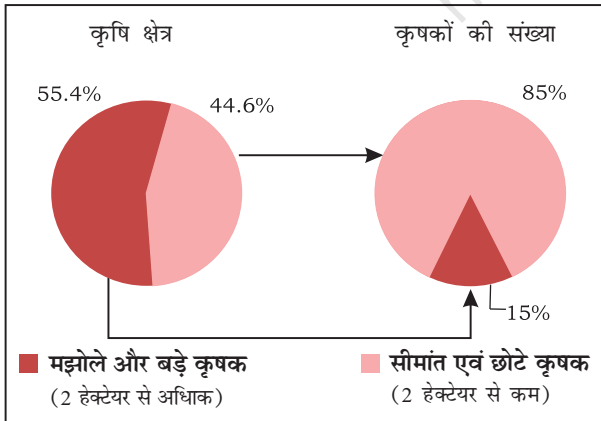 कृषि क्षेत्र
कृषकों की संख्या
55.4%
44.6%
85%
15%
मझोले और बड़े कृषक
(2 हेक्टेयर से अधिाक)
सीमांत एवं छोटे कृषक
(2 हेक्टेयर से कम)